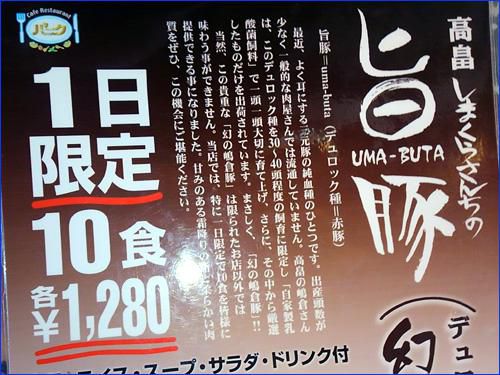 Cafe Restaurant
パーク
高畠 しまくらさんちの
旨豚
UMA-BUTA
(幻
デュ
旨豚＝uma-buta（デュロック種＝赤豚）
最近、よく耳にする三元豚の純血種のひとつです。出産頭数が
少なく一般的な肉屋さんでは流通していません。高畠の嶋倉さん
は、このデュロック種を30〜40頭程度の飼育に限定し「自家製乳
酸菌飼料」で一頭一頭大切に育て上げ、さらに、その中から厳選
したものだけを出荷されています。まさしく、「幻の嶋倉豚」!!
当然、この貴重な「幻の嶋倉豚」は限られたお店以外では
味わう事ができません。当店では、特に一日限定で10食を皆様に
提供できる事になりました。甘みのある霜降りの らかい肉
質をぜひ、この機会にご堪能ください。
1日
限定
10食
各¥1,280
ライス・スープ・サラダ・ドリンク付